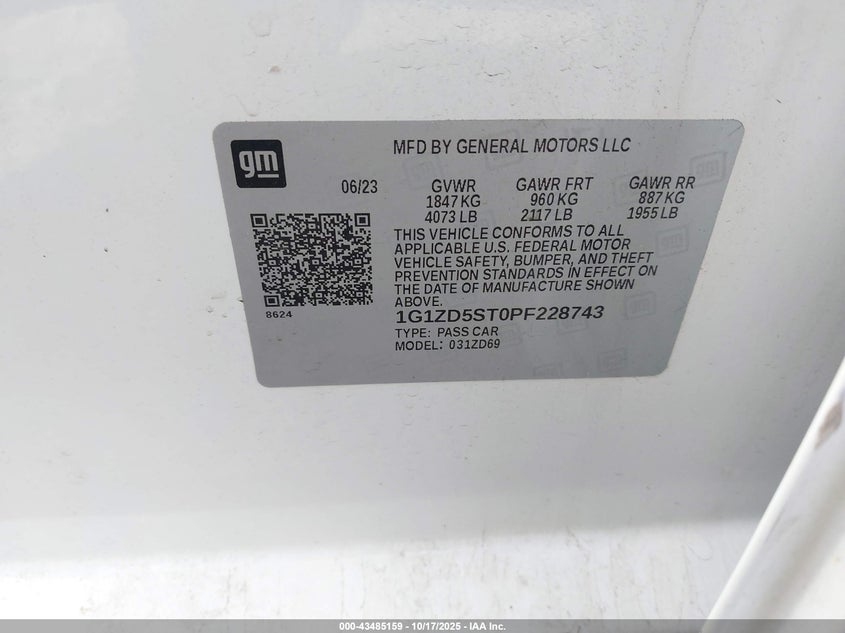 gm
MFD BY GENERAL MOTORS LLC
06/23 GVWR GAWR FRT GAWR RR
1847 KG 960 KG 887 KG
4073 LB 2117 LB 1955 LB
THIS VEHICLE CONFORMS TO ALL
APPLICABLE U.S. FEDERAL MOTOR
VEHICLE SAFETY, BUMPER, AND THEFT
PREVENTION STANDARDS IN EFFECT ON
THE DATE OF MANUFACTURE SHOWN
ABOVE.
8624
1G1ZD5ST0PF228743
TYPE: PASS CAR
MODEL: 031ZD69
000-43485159 - 10/17/2025 - IAA Inc.